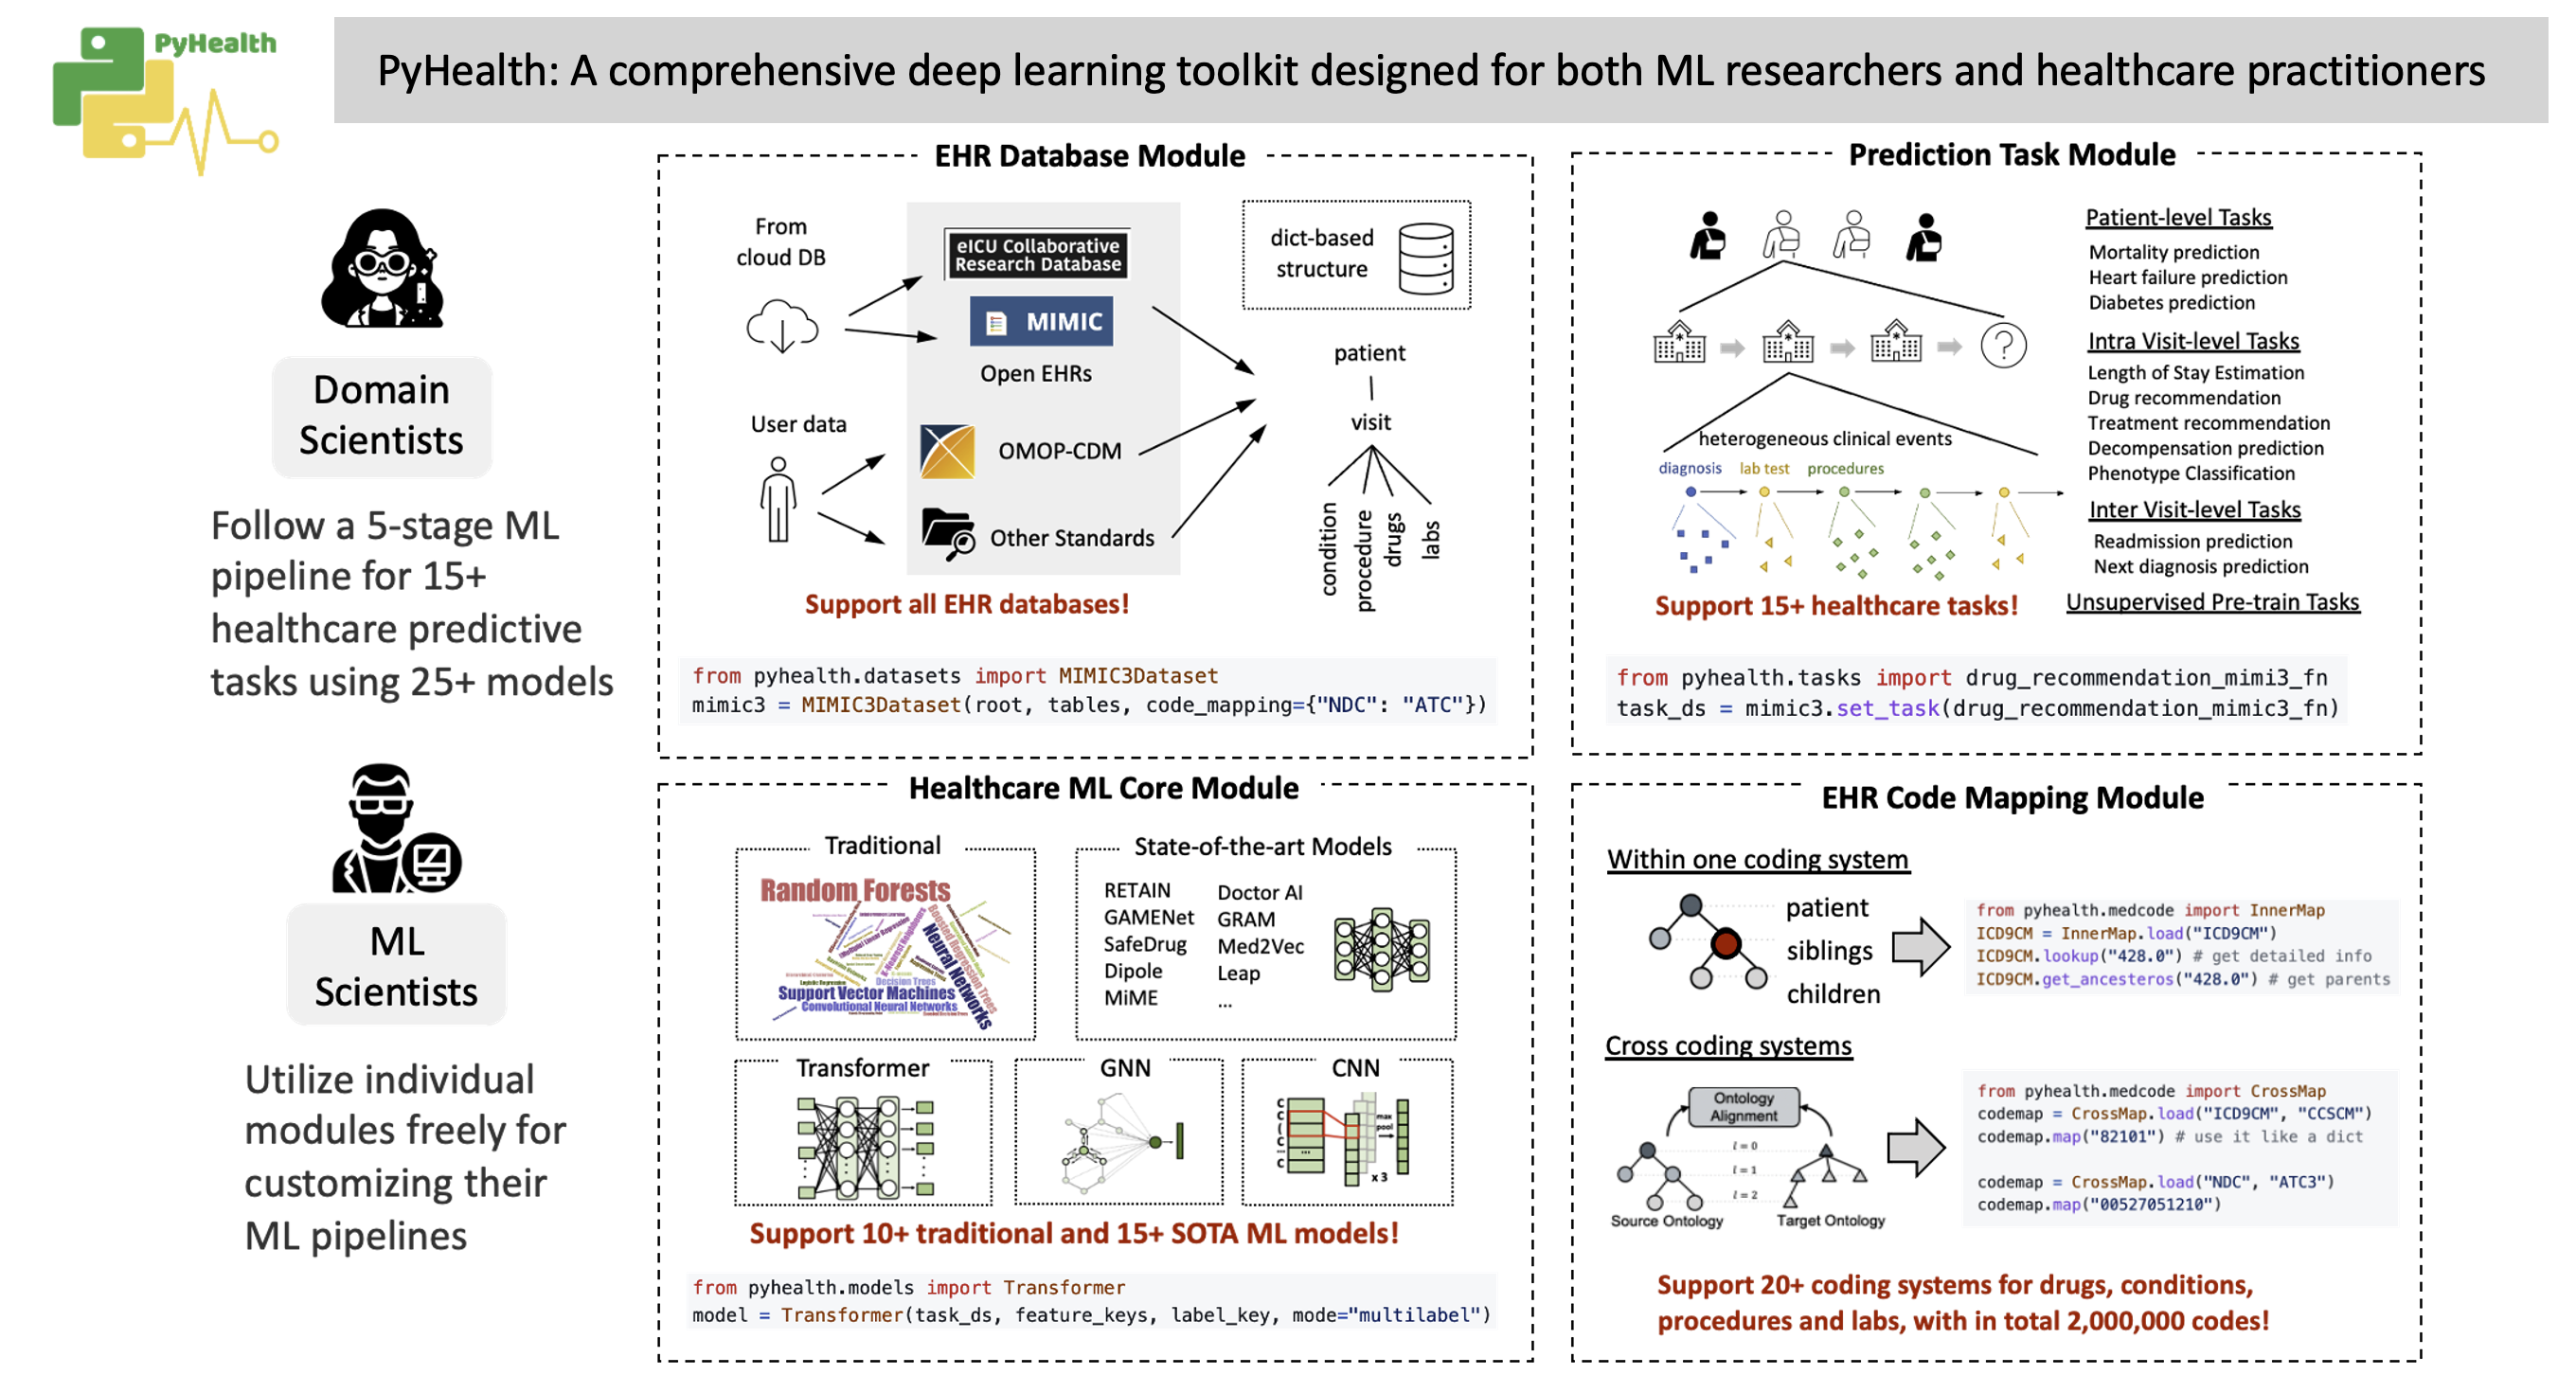 PyHealth
PyHealth: A comprehensive deep learning toolkit designed for both ML researchers and healthcare practitioners
Domain
Scientists
Follow a 5-stage ML
pipeline for 15+
healthcare predictive
tasks using 25+ models
ML
Scientists
Utilize individual
modules freely for
customizing their
ML pipelines
EHR Database Module
From
cloud DB
User data
eICU Collaborative
Research Database
MIMIC
Open EHRs
OMOP-CDM
Other Standards
dict-based
structure
patient
visit
condition
procedure
drugs
labs
Support all EHR databases!
from pyhealth.datasets import MIMIC3Dataset
mimic3 = MIMIC3Dataset(root, tables, code_mapping={"NDC": "ATC"})
Prediction Task Module
?
heterogeneous clinical events
diagnosis lab test procedures
Patient-level Tasks
Mortality prediction
Heart failure prediction
Diabetes prediction
Intra Visit-level Tasks
Length of Stay Estimation
Drug recommendation
Treatment recommendation
Decompensation prediction
Phenotype Classification
Inter Visit-level Tasks
Readmission prediction
Next diagnosis prediction
Unsupervised Pre-train Tasks
Support 15+ healthcare tasks!
from pyhealth.tasks import drug_recommendation_mimi3_fn
task_ds = mimic3.set_task(drug_recommendation_mimic3_fn)
Healthcare ML Core Module
Traditional
Random Forests
Boosted Regression Trees
Neural Networks
Decision Trees
Support Vector Machines
Convolutional Neural Networks
State-of-the-art Models
RETAIN
GAMENet
SafeDrug
Dipole
MiME
Doctor AI
GRAM
Med2Vec
Leap
...
Transformer
GNN
CNN
C
C
(
C
...
C
max
pool
x 3
Support 10+ traditional and 15+ SOTA ML models!
from pyhealth.models import Transformer
model = Transformer(task_ds, feature_keys, label_key, mode="multilabel")
EHR Code Mapping Module
Within one coding system
patient
siblings
children
from pyhealth.medcode import InnerMap
ICD9CM = InnerMap.load("ICD9CM")
ICD9CM.lookup("428.0") # get detailed info
ICD9CM.get_ancesteros("428.0") # get parents
Cross coding systems
Ontology
Alignment
l = 0
l = 1
l = 2
Source Ontology
Target Ontology
from pyhealth.medcode import CrossMap
codemap = CrossMap.load("ICD9CM", "CCSCM")
codemap.map("82101") # use it like a dict
codemap = CrossMap.load("NDC", "ATC3")
codemap.map("00527051210")
Support 20+ coding systems for drugs, conditions,
procedures and labs, with in total 2,000,000 codes!